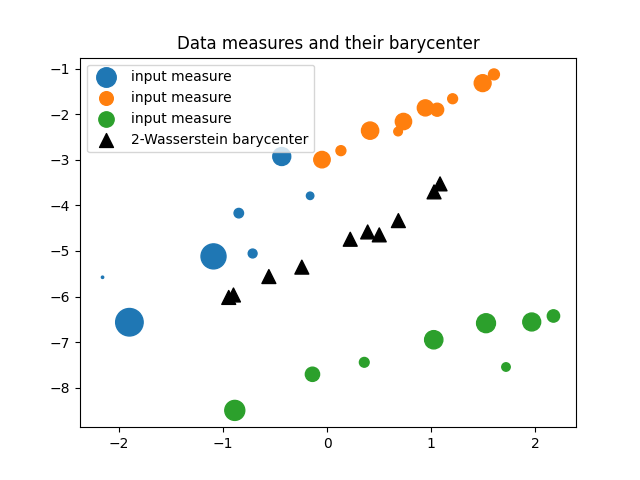 Data measures and their barycenter
input measure
input measure
input measure
2-Wasserstein barycenter
−1
−2
−3
−4
−5
−6
−7
−8
−2
−1
0
1
2